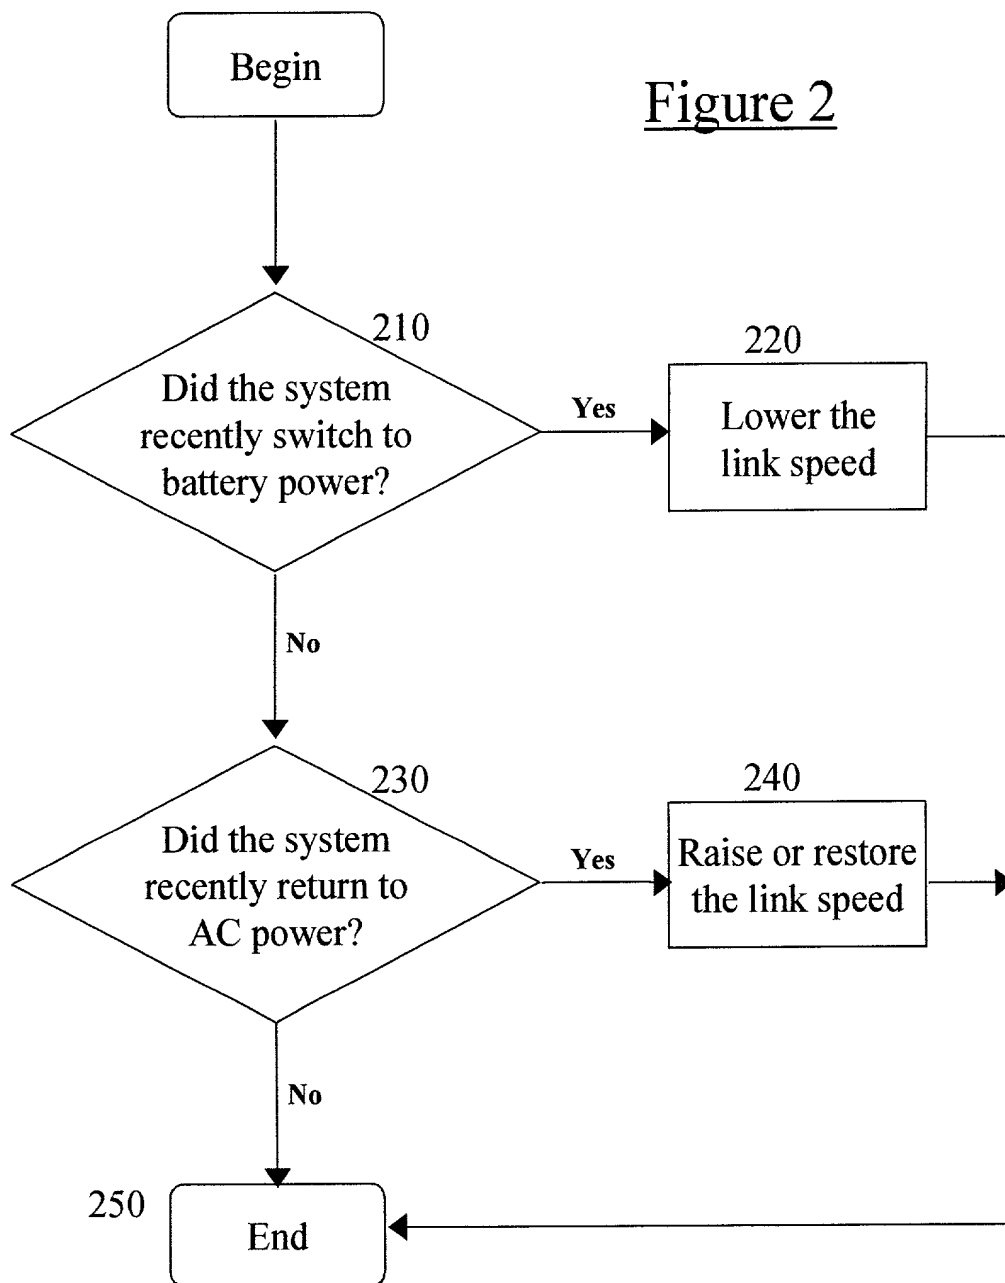 Begin
Figure 2
210
Did the system
recently switch to
battery power?
Yes
220
Lower the
link speed
No
230
Did the system
recently return to
AC power?
Yes
240
Raise or restore
the link speed
No
250
End